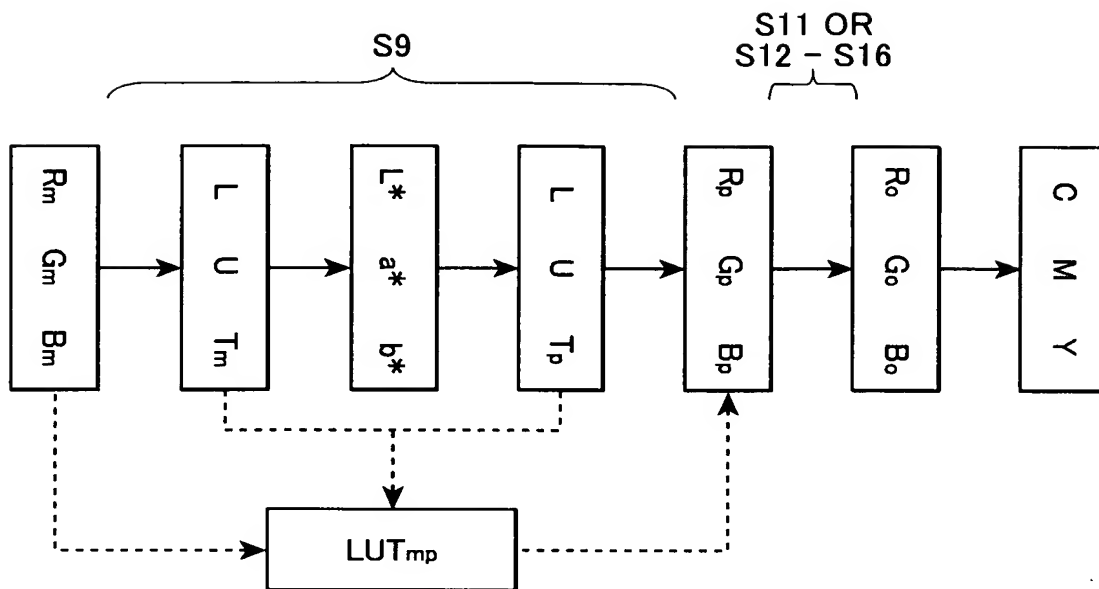 S9
S11 OR
S12 – S16
Rm Gm Bm
L U Tm
L* a* b*
L U Tp
Rp Gp Bp
Ro Go Bo
C M Y
LUTmp